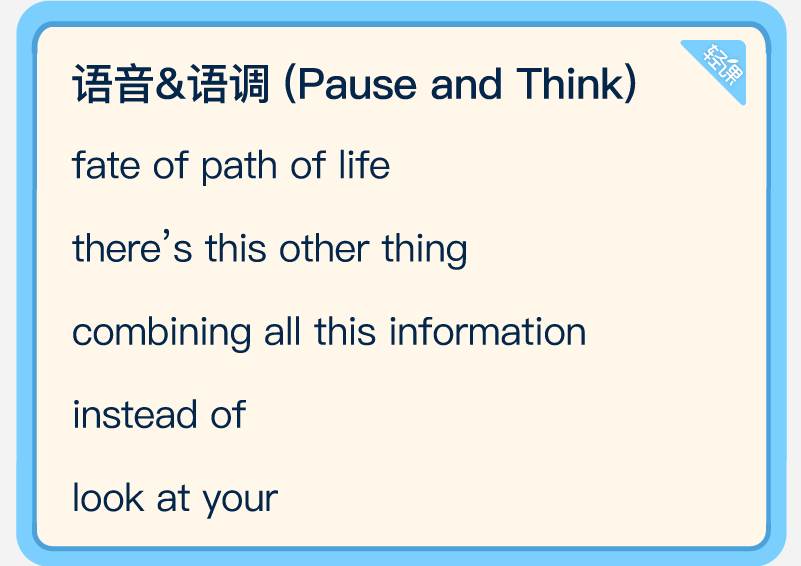 语音&语调 (Pause and Think)
轻课
fate of path of life
there's this other thing
combining all this information
instead of
look at your